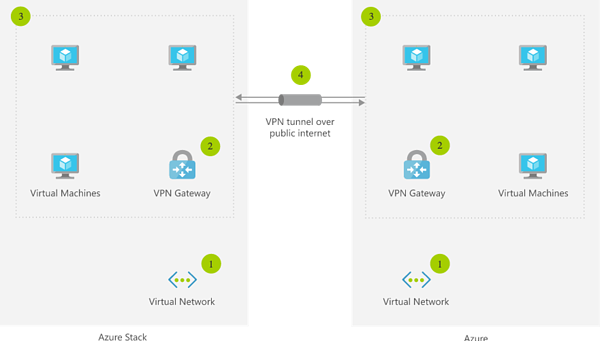 3
3
4
VPN tunnel over
public internet
2
2
Virtual Machines
VPN Gateway
VPN Gateway
Virtual Machines
1
1
Virtual Network
Virtual Network
Azure Stack
Azure